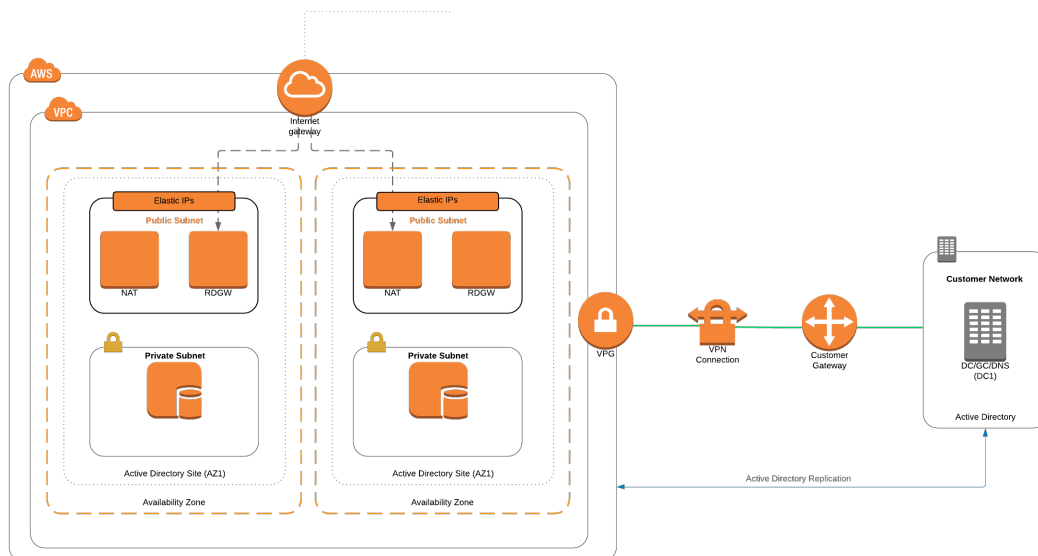 AWS
VPC
Internet
gateway
Elastic IPs
Public Subnet
NAT
RDGW
Private Subnet
Active Directory Site (AZ1)
Availability Zone
Elastic IPs
Public Subnet
NAT
RDGW
Private Subnet
Active Directory Site (AZ1)
Availability Zone
VPG
VPN
Connection
Customer
Gateway
Customer Network
DC/GC/DNS
(DC1)
Active Directory
Active Directory Replication